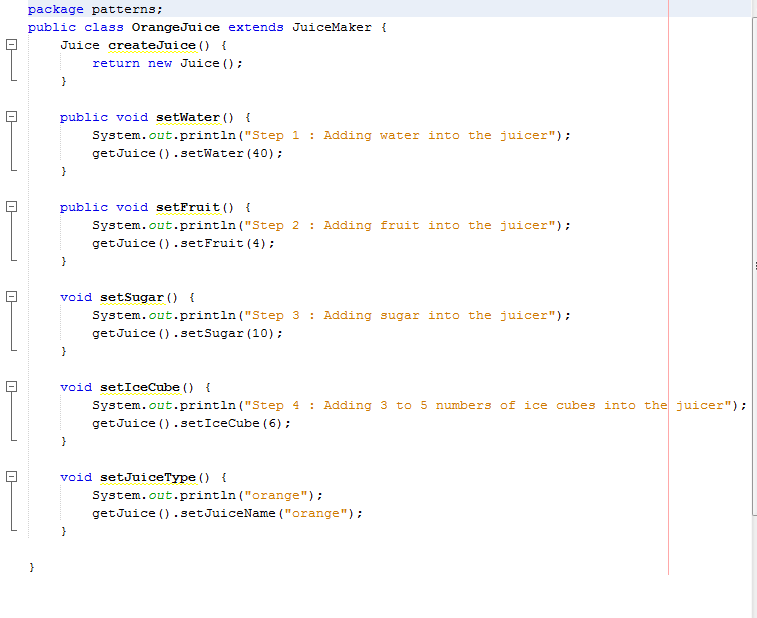 package patterns;
public class OrangeJuice extends JuiceMaker {
    Juice createJuice() {
        return new Juice();
    }

    public void setWater() {
        System.out.println("Step 1 : Adding water into the juicer");
        getJuice().setWater(40);
    }

    public void setFruit() {
        System.out.println("Step 2 : Adding fruit into the juicer");
        getJuice().setFruit(4);
    }

    void setSugar() {
        System.out.println("Step 3 : Adding sugar into the juicer");
        getJuice().setSugar(10);
    }

    void setIceCube() {
        System.out.println("Step 4 : Adding 3 to 5 numbers of ice cubes into the juicer");
        getJuice().setIceCube(6);
    }

    void setJuiceType() {
        System.out.println("orange");
        getJuice().setJuiceName("orange");
    }

}